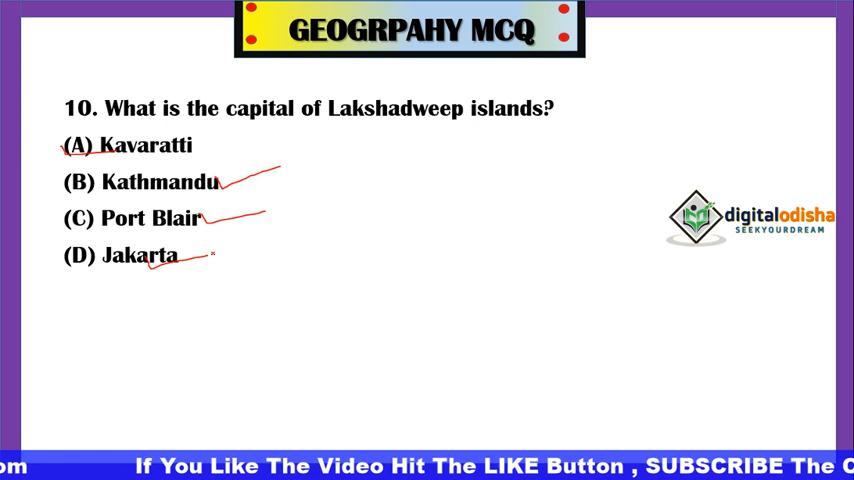 GEOGRPAHY MCQ
10. What is the capital of Lakshadweep islands?
(A) Kavaratti
(B) Kathmandu
(C) Port Blair
(D) Jakarta
digitalodisha
SEEKYOURDREAM
om If You Like The Video Hit The LIKE Button , SUBSCRIBE The C